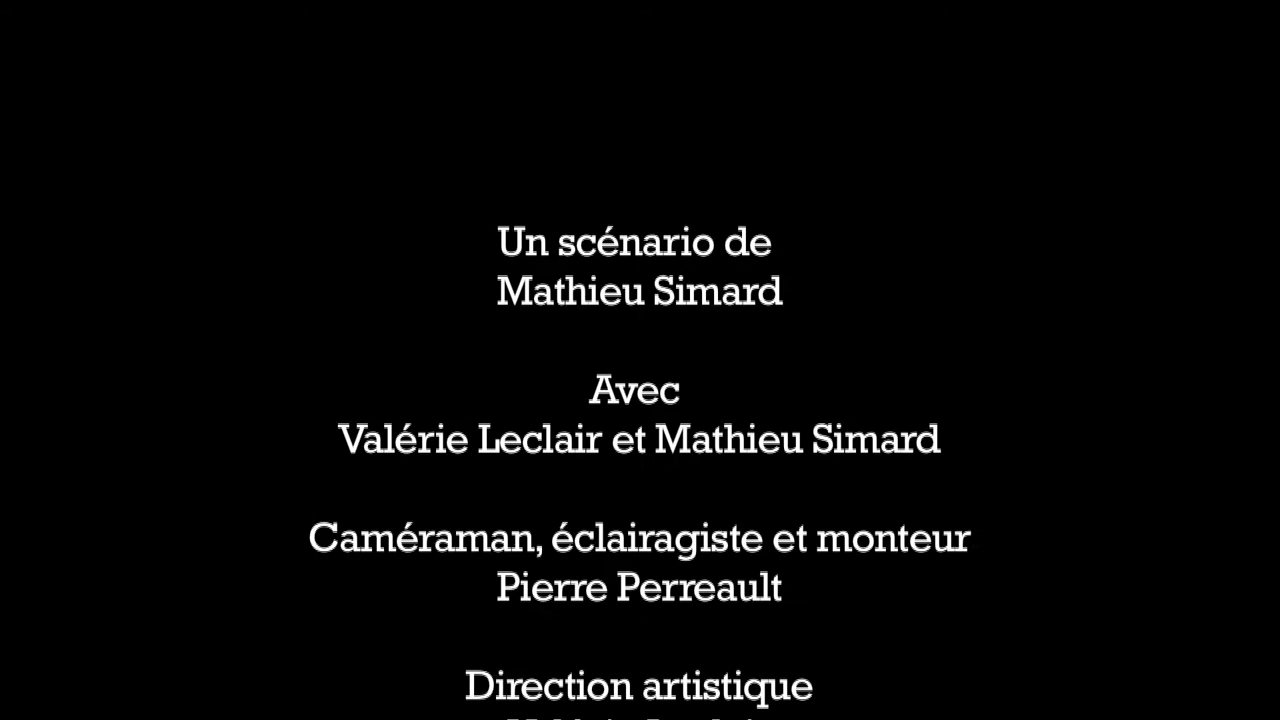 Un scénario de
Mathieu Simard
Avec
Valérie Leclair et Mathieu Simard
Caméraman, éclairagiste et monteur
Pierre Perreault
Direction artistique